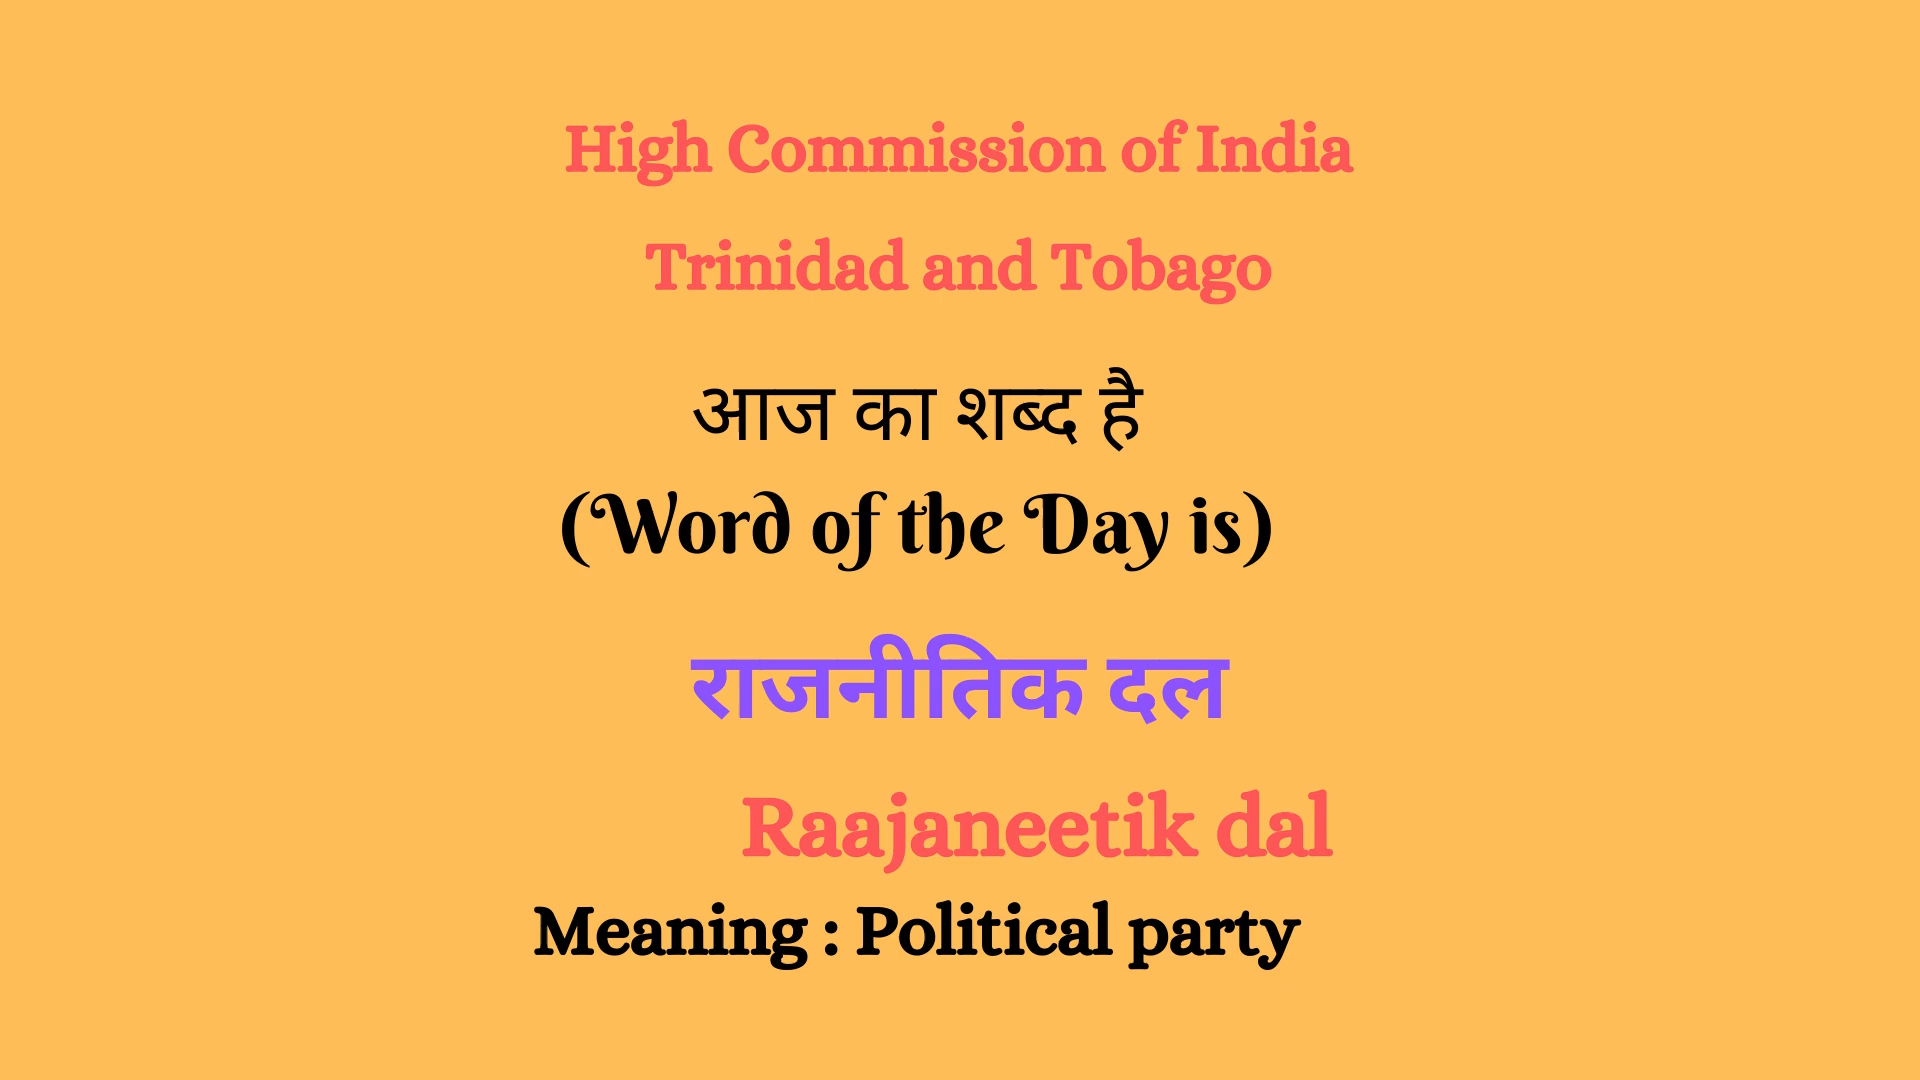 High Commission of India
Trinidad and Tobago
आज का शब्द है
(Word of the Day is)
राजनीतिक दल
Raajaneetik dal
Meaning : Political party